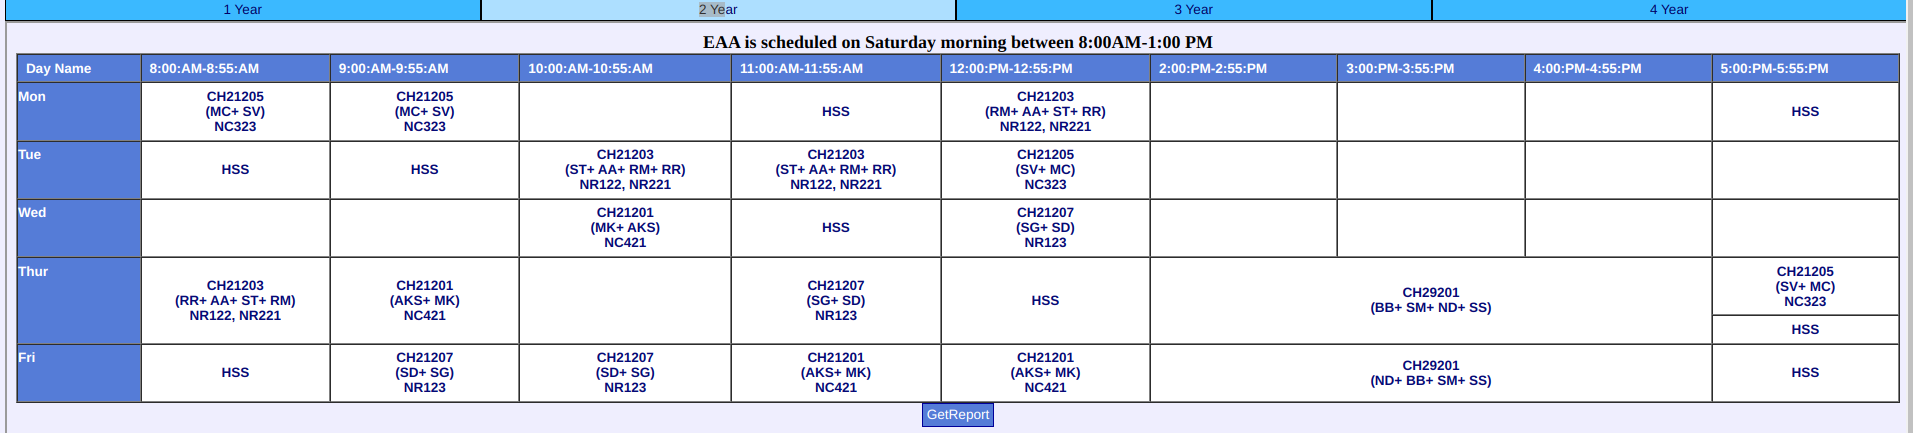 1 Year 2 Year 3 Year 4 Year
EAA is scheduled on Saturday morning between 8:00AM-1:00 PM
Day Name 8:00:AM-8:55:AM 9:00:AM-9:55:AM 10:00:AM-10:55:AM 11:00:AM-11:55:AM 12:00:PM-12:55:PM 2:00:PM-2:55:PM 3:00:PM-3:55:PM 4:00:PM-4:55:PM 5:00:PM-5:55:PM
Mon
CH21205
(MC+ SV)
NC323
CH21205
(MC+ SV)
NC323
HSS
CH21203
(RM+ AA+ ST+ RR)
NR122, NR221
HSS
Tue
HSS
HSS
CH21203
(ST+ AA+ RM+ RR)
NR122, NR221
CH21203
(ST+ AA+ RM+ RR)
NR122, NR221
CH21205
(SV+ MC)
NC323
Wed
CH21201
(MK+ AKS)
NC421
HSS
CH21207
(SG+ SD)
NR123
Thur
CH21203
(RR+ AA+ ST+ RM)
NR122, NR221
CH21201
(AKS+ MK)
NC421
CH21207
(SG+ SD)
NR123
HSS
CH29201
(BB+ SM+ ND+ SS)
CH21205
(SV+ MC)
NC323
HSS
Fri
HSS
CH21207
(SD+ SG)
NR123
CH21207
(SD+ SG)
NR123
CH21201
(AKS+ MK)
NC421
CH21201
(AKS+ MK)
NC421
CH29201
(ND+ BB+ SM+ SS)
HSS
GetReport